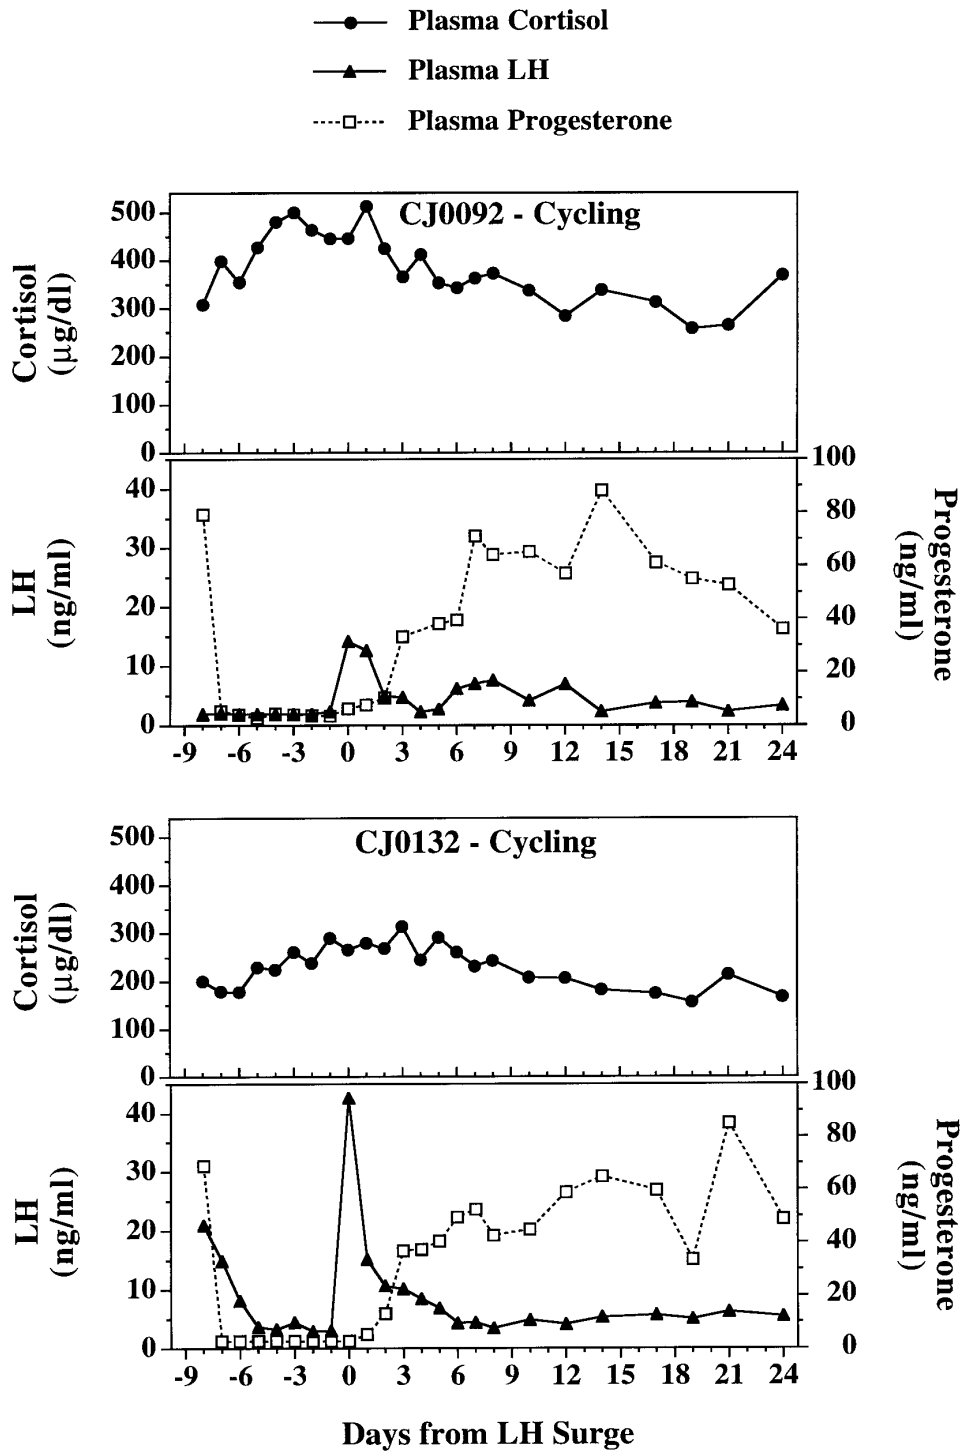 Plasma Cortisol
Plasma LH
Plasma Progesterone
CJ0092 - Cycling
Cortisol
(µg/dl)
500
400
300
200
100
0
LH
(ng/ml)
40
30
20
10
0
Progesterone
(ng/ml)
100
80
60
40
20
0
-9 -6 -3 0 3 6 9 12 15 18 21 24
CJ0132 - Cycling
Cortisol
(µg/dl)
500
400
300
200
100
0
LH
(ng/ml)
40
30
20
10
0
Progesterone
(ng/ml)
100
80
60
40
20
0
-9 -6 -3 0 3 6 9 12 15 18 21 24
Days from LH Surge